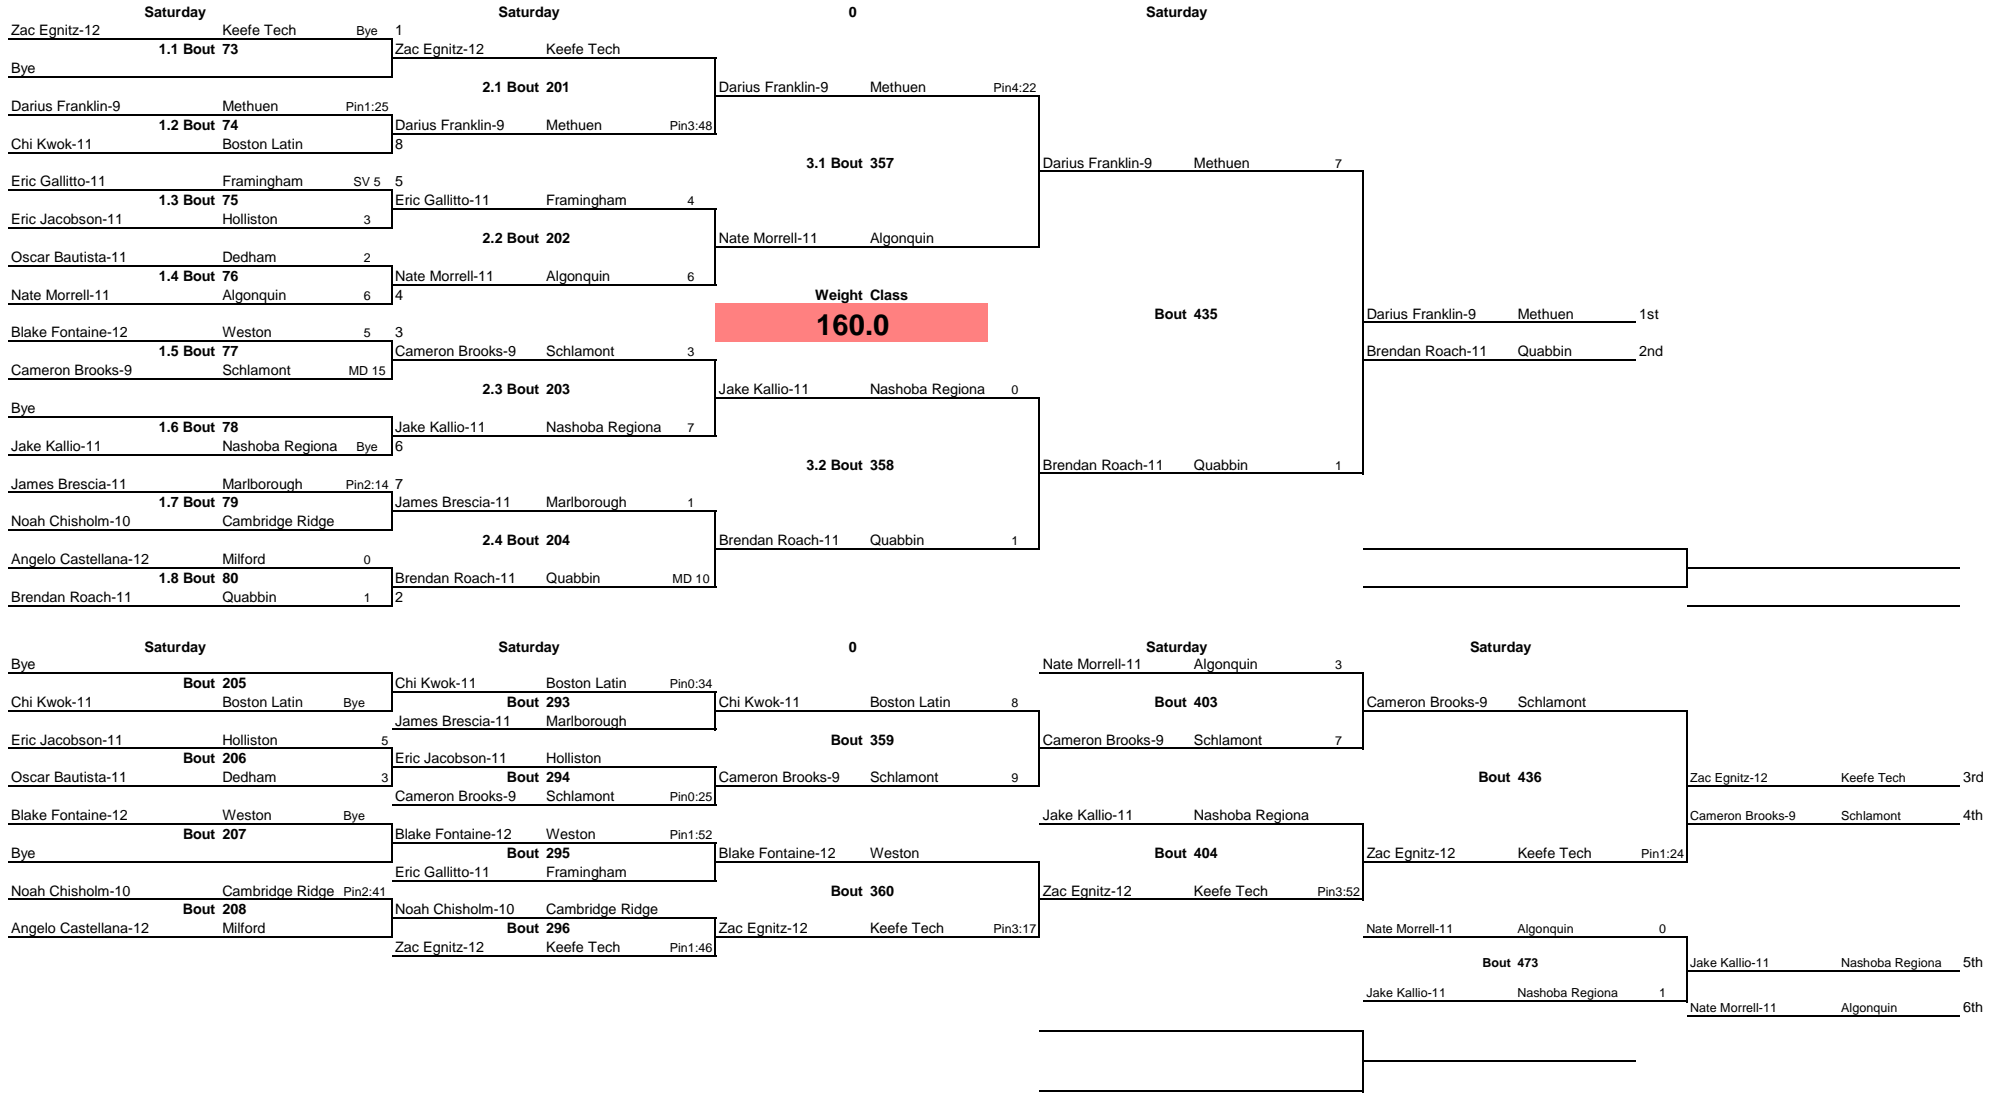 Saturday Saturday 0 Saturday
Zac Egnitz-12 Keefe Tech Bye 1
1.1 Bout 73 Zac Egnitz-12 Keefe Tech
Bye
2.1 Bout 201 Darius Franklin-9 Methuen Pin4:22
Darius Franklin-9 Methuen Pin1:25
1.2 Bout 74 Darius Franklin-9 Methuen Pin3:48
Chi Kwok-11 Boston Latin 8
3.1 Bout 357 Darius Franklin-9 Methuen 7
Eric Gallitto-11 Framingham SV 5 5
1.3 Bout 75 Eric Gallitto-11 Framingham 4
Eric Jacobson-11 Holliston 3
2.2 Bout 202 Nate Morrell-11 Algonquin
Oscar Bautista-11 Dedham 2
1.4 Bout 76 Nate Morrell-11 Algonquin 6
Nate Morrell-11 Algonquin 6 4 Weight Class
160.0 Bout 435 Darius Franklin-9 Methuen 1st
Blake Fontaine-12 Weston 5 3
1.5 Bout 77 Cameron Brooks-9 Schlamont 3 Brendan Roach-11 Quabbin 2nd
Cameron Brooks-9 Schlamont MD 15
2.3 Bout 203 Jake Kallio-11 Nashoba Regiona 0
Bye
1.6 Bout 78 Jake Kallio-11 Nashoba Regiona 7
Jake Kallio-11 Nashoba Regiona Bye 6
3.2 Bout 358 Brendan Roach-11 Quabbin 1
James Brescia-11 Marlborough Pin2:14 7
1.7 Bout 79 James Brescia-11 Marlborough 1
Noah Chisholm-10 Cambridge Ridge
2.4 Bout 204 Brendan Roach-11 Quabbin 1
Angelo Castellana-12 Milford 0
1.8 Bout 80 Brendan Roach-11 Quabbin MD 10
Brendan Roach-11 Quabbin 1 2
Saturday Saturday 0 Saturday Saturday
Bye Nate Morrell-11 Algonquin 3
Bout 205 Chi Kwok-11 Boston Latin Pin0:34
Chi Kwok-11 Boston Latin Bye Bout 293 Chi Kwok-11 Boston Latin 8 Bout 403 Cameron Brooks-9 Schlamont
James Brescia-11 Marlborough
Eric Jacobson-11 Holliston 5 Bout 359 Cameron Brooks-9 Schlamont 7
Bout 206 Eric Jacobson-11 Holliston
Oscar Bautista-11 Dedham 3 Bout 294 Cameron Brooks-9 Schlamont 9 Bout 436 Zac Egnitz-12 Keefe Tech 3rd
Cameron Brooks-9 Schlamont Pin0:25
Blake Fontaine-12 Weston Bye Jake Kallio-11 Nashoba Regiona Cameron Brooks-9 Schlamont 4th
Bout 207 Blake Fontaine-12 Weston Pin1:52
Bye Bout 295 Blake Fontaine-12 Weston Bout 404 Zac Egnitz-12 Keefe Tech Pin1:24
Eric Gallitto-11 Framingham
Noah Chisholm-10 Cambridge Ridge Pin2:41 Bout 360 Zac Egnitz-12 Keefe Tech Pin3:52
Bout 208 Noah Chisholm-10 Cambridge Ridge
Angelo Castellana-12 Milford Bout 296 Zac Egnitz-12 Keefe Tech Pin3:17 Nate Morrell-11 Algonquin 0
Zac Egnitz-12 Keefe Tech Pin1:46
Bout 473 Jake Kallio-11 Nashoba Regiona 5th
Jake Kallio-11 Nashoba Regiona 1
Nate Morrell-11 Algonquin 6th